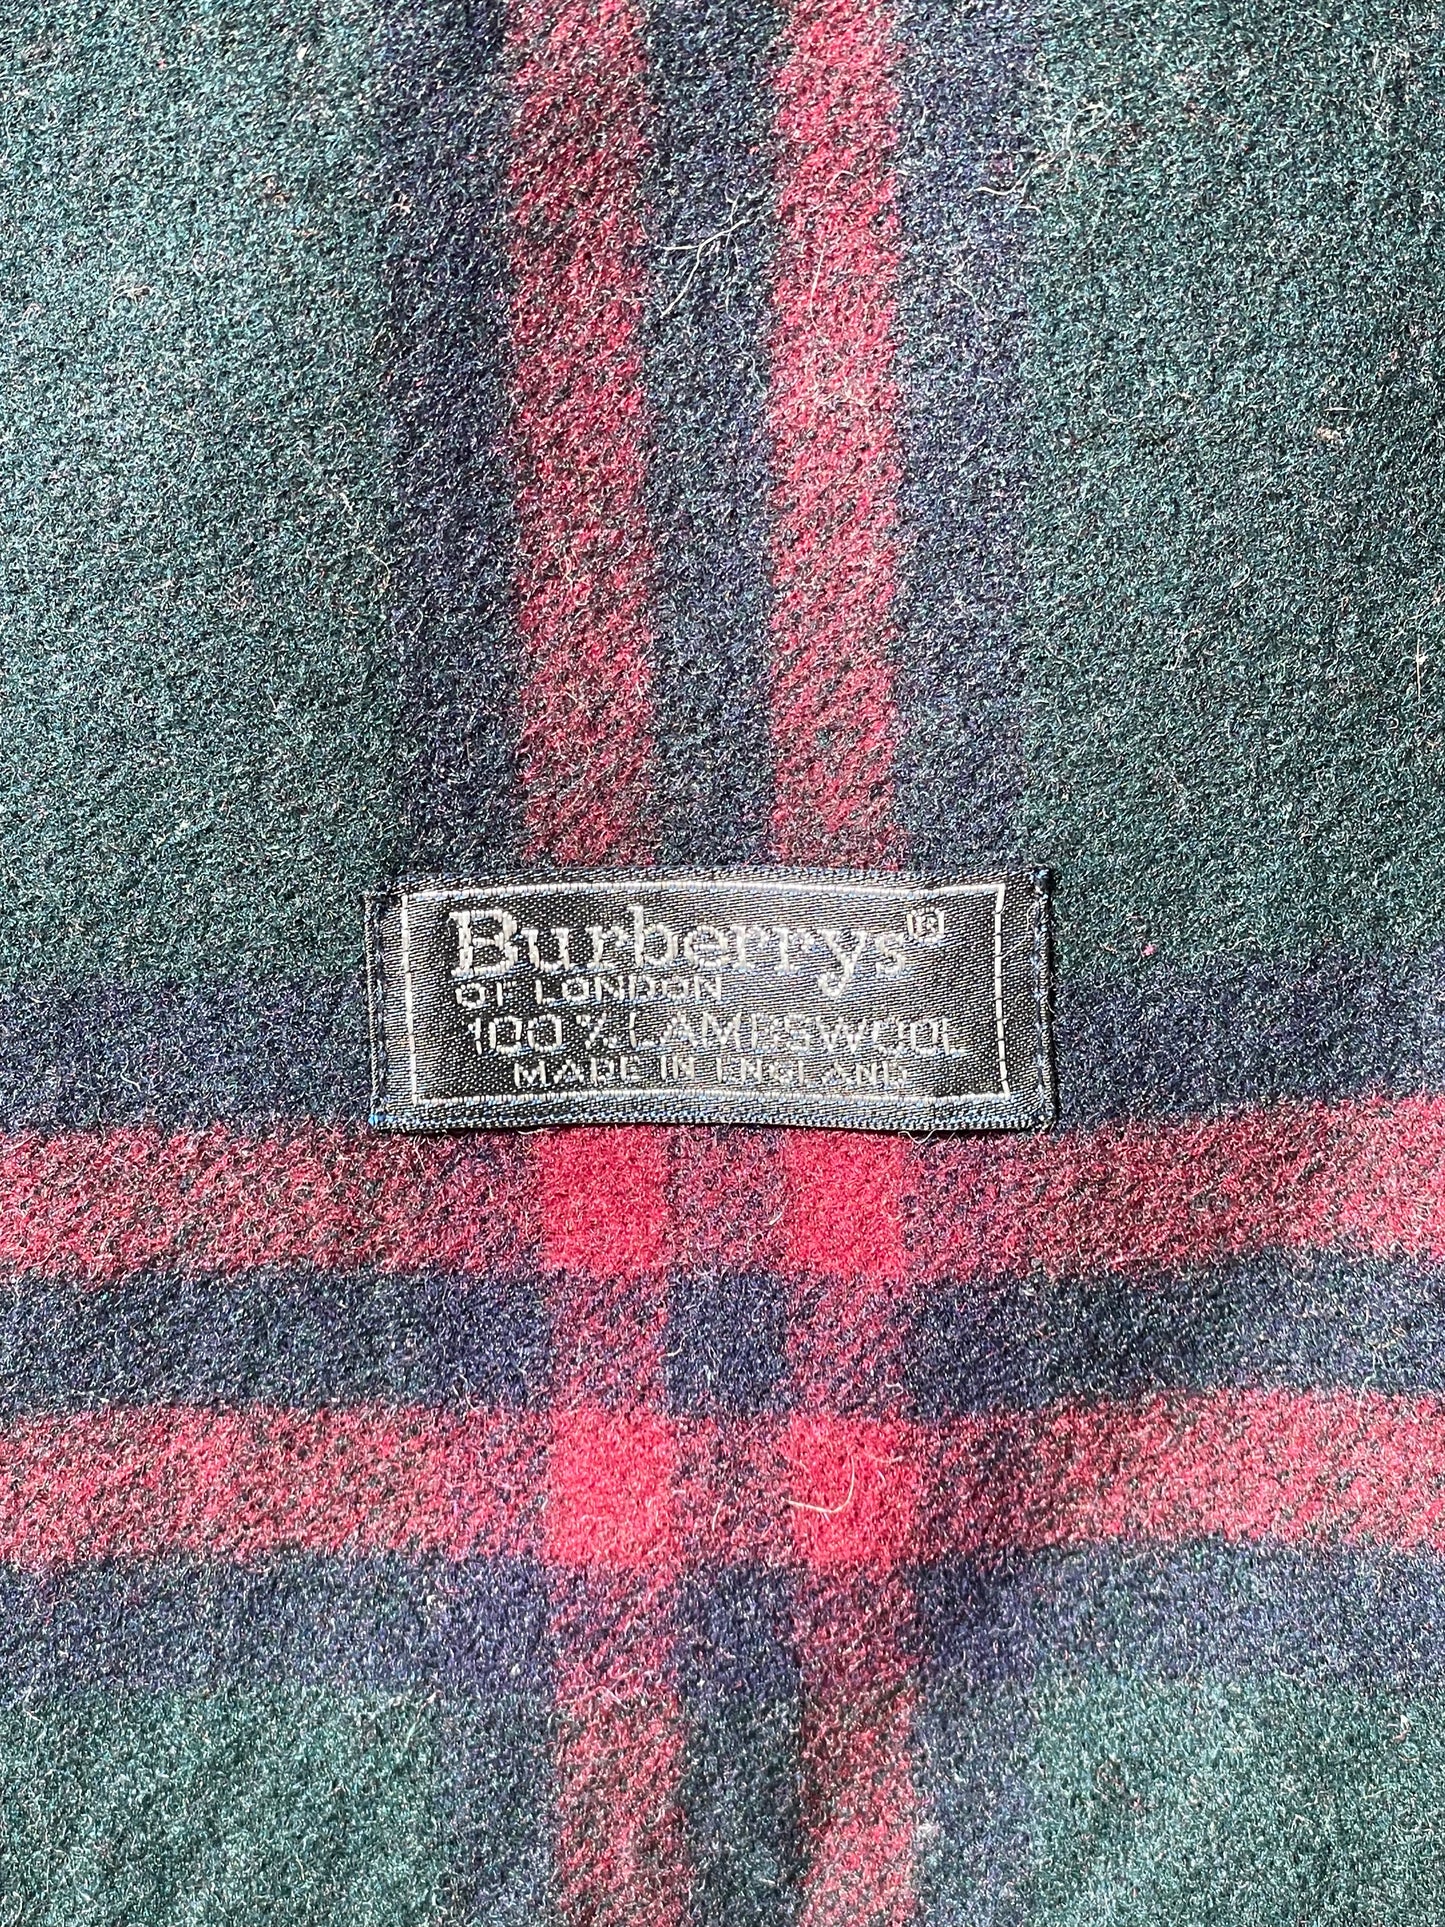 Burberrys®
OF LONDON
100% LAMBSWOOL
MADE IN ENGLAND